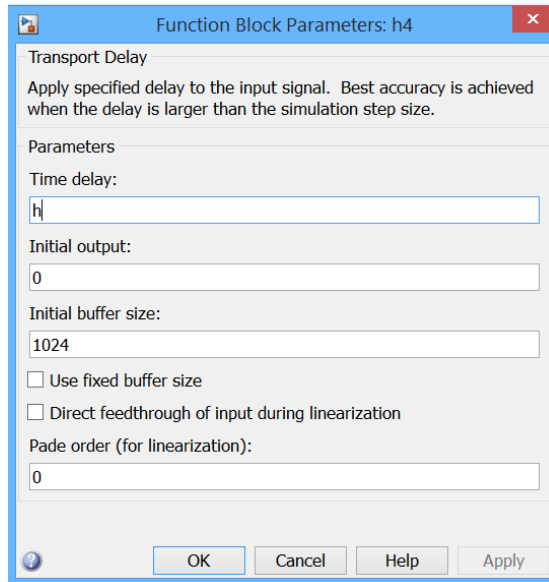 Function Block Parameters: h4
Transport Delay
Apply specified delay to the input signal.  Best accuracy is achieved
when the delay is larger than the simulation step size.
Parameters
Time delay:
h
Initial output:
0
Initial buffer size:
1024
Use fixed buffer size
Direct feedthrough of input during linearization
Pade order (for linearization):
0
OK Cancel Help Apply